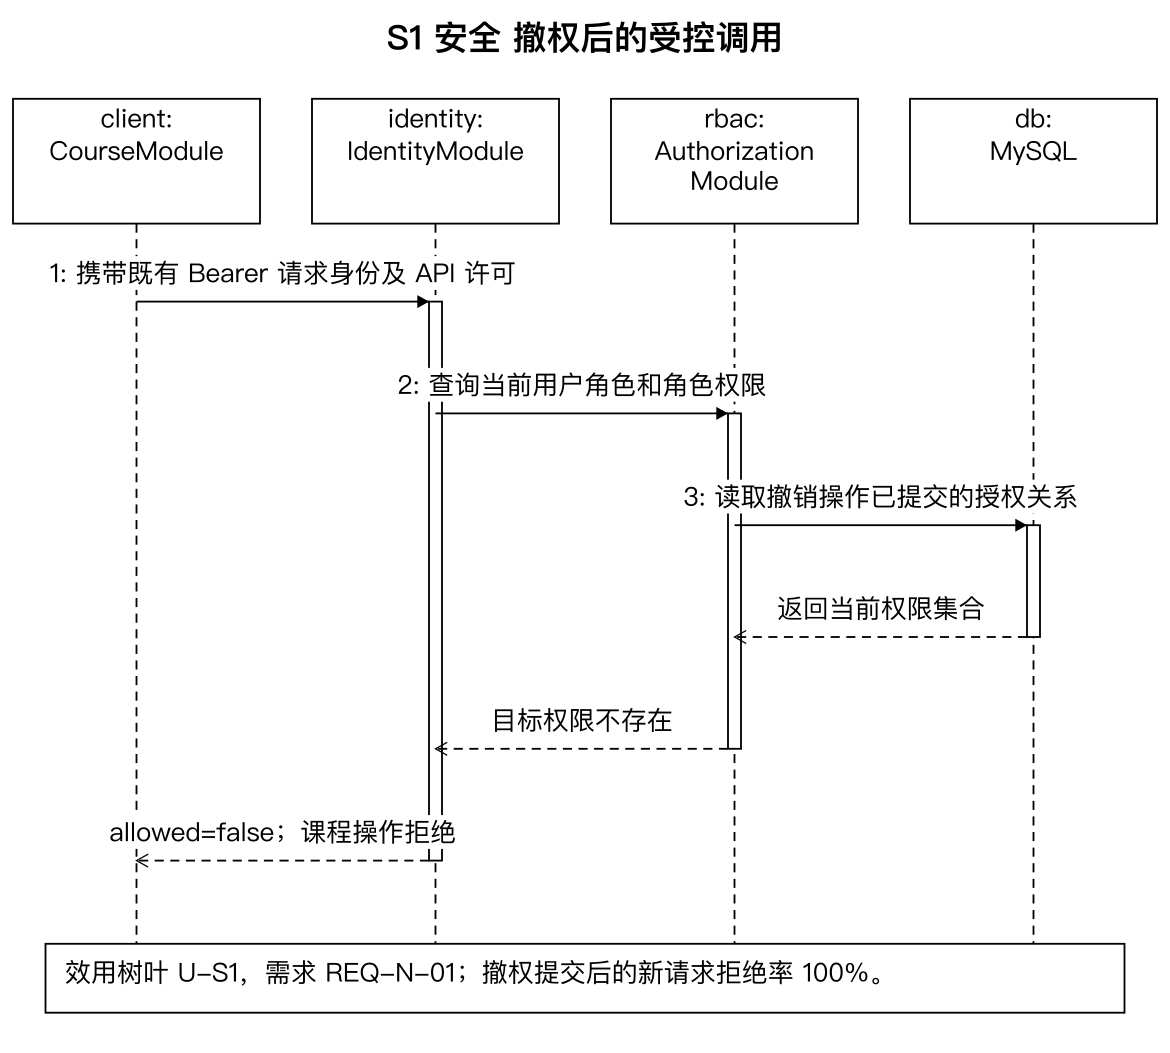 S1 安全 撤权后的受控调用
client:
CourseModule
identity:
IdentityModule
rbac:
Authorization
Module
db:
MySQL
1: 携带既有 Bearer 请求身份及 API 许可
2: 查询当前用户角色和角色权限
3: 读取撤销操作已提交的授权关系
返回当前权限集合
目标权限不存在
allowed=false；课程操作拒绝
效用树叶 U-S1，需求 REQ-N-01；撤权提交后的新请求拒绝率 100%。